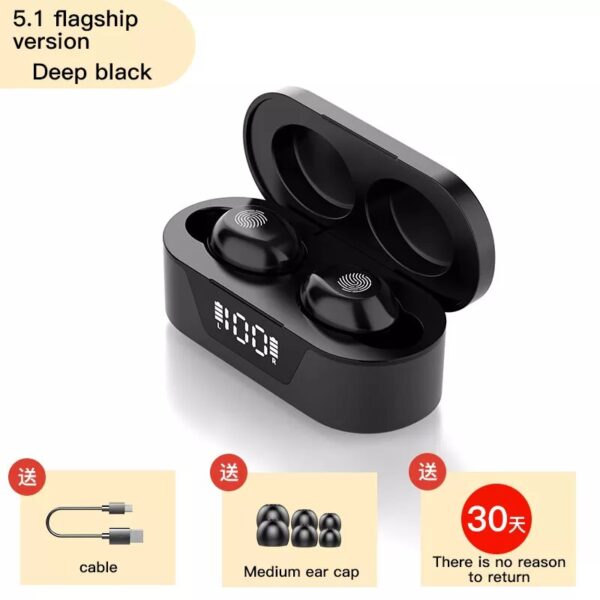 5.1 flagship
version
Deep black
100
L
R
送
cable
送
Medium ear cap
送
30天
There is no reason
to return